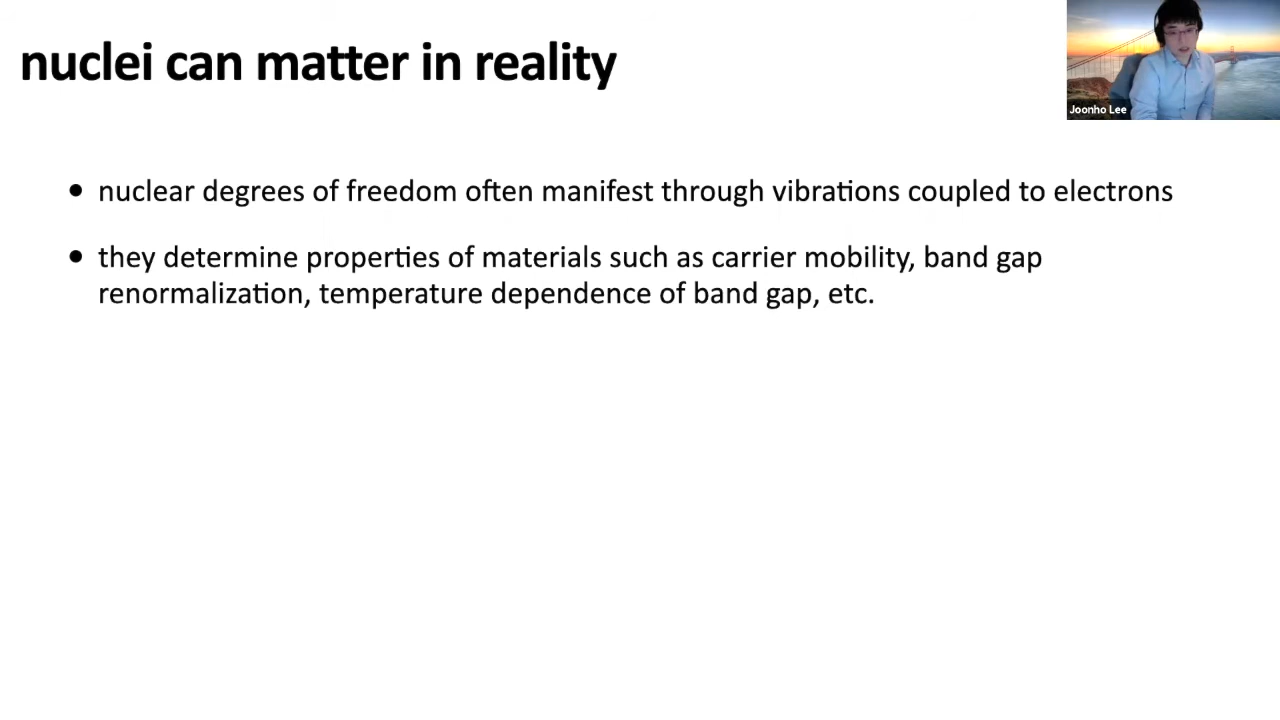 nuclei can matter in reality
Joonho Lee
• nuclear degrees of freedom often manifest through vibrations coupled to electrons
• they determine properties of materials such as carrier mobility, band gap
renormalization, temperature dependence of band gap, etc.